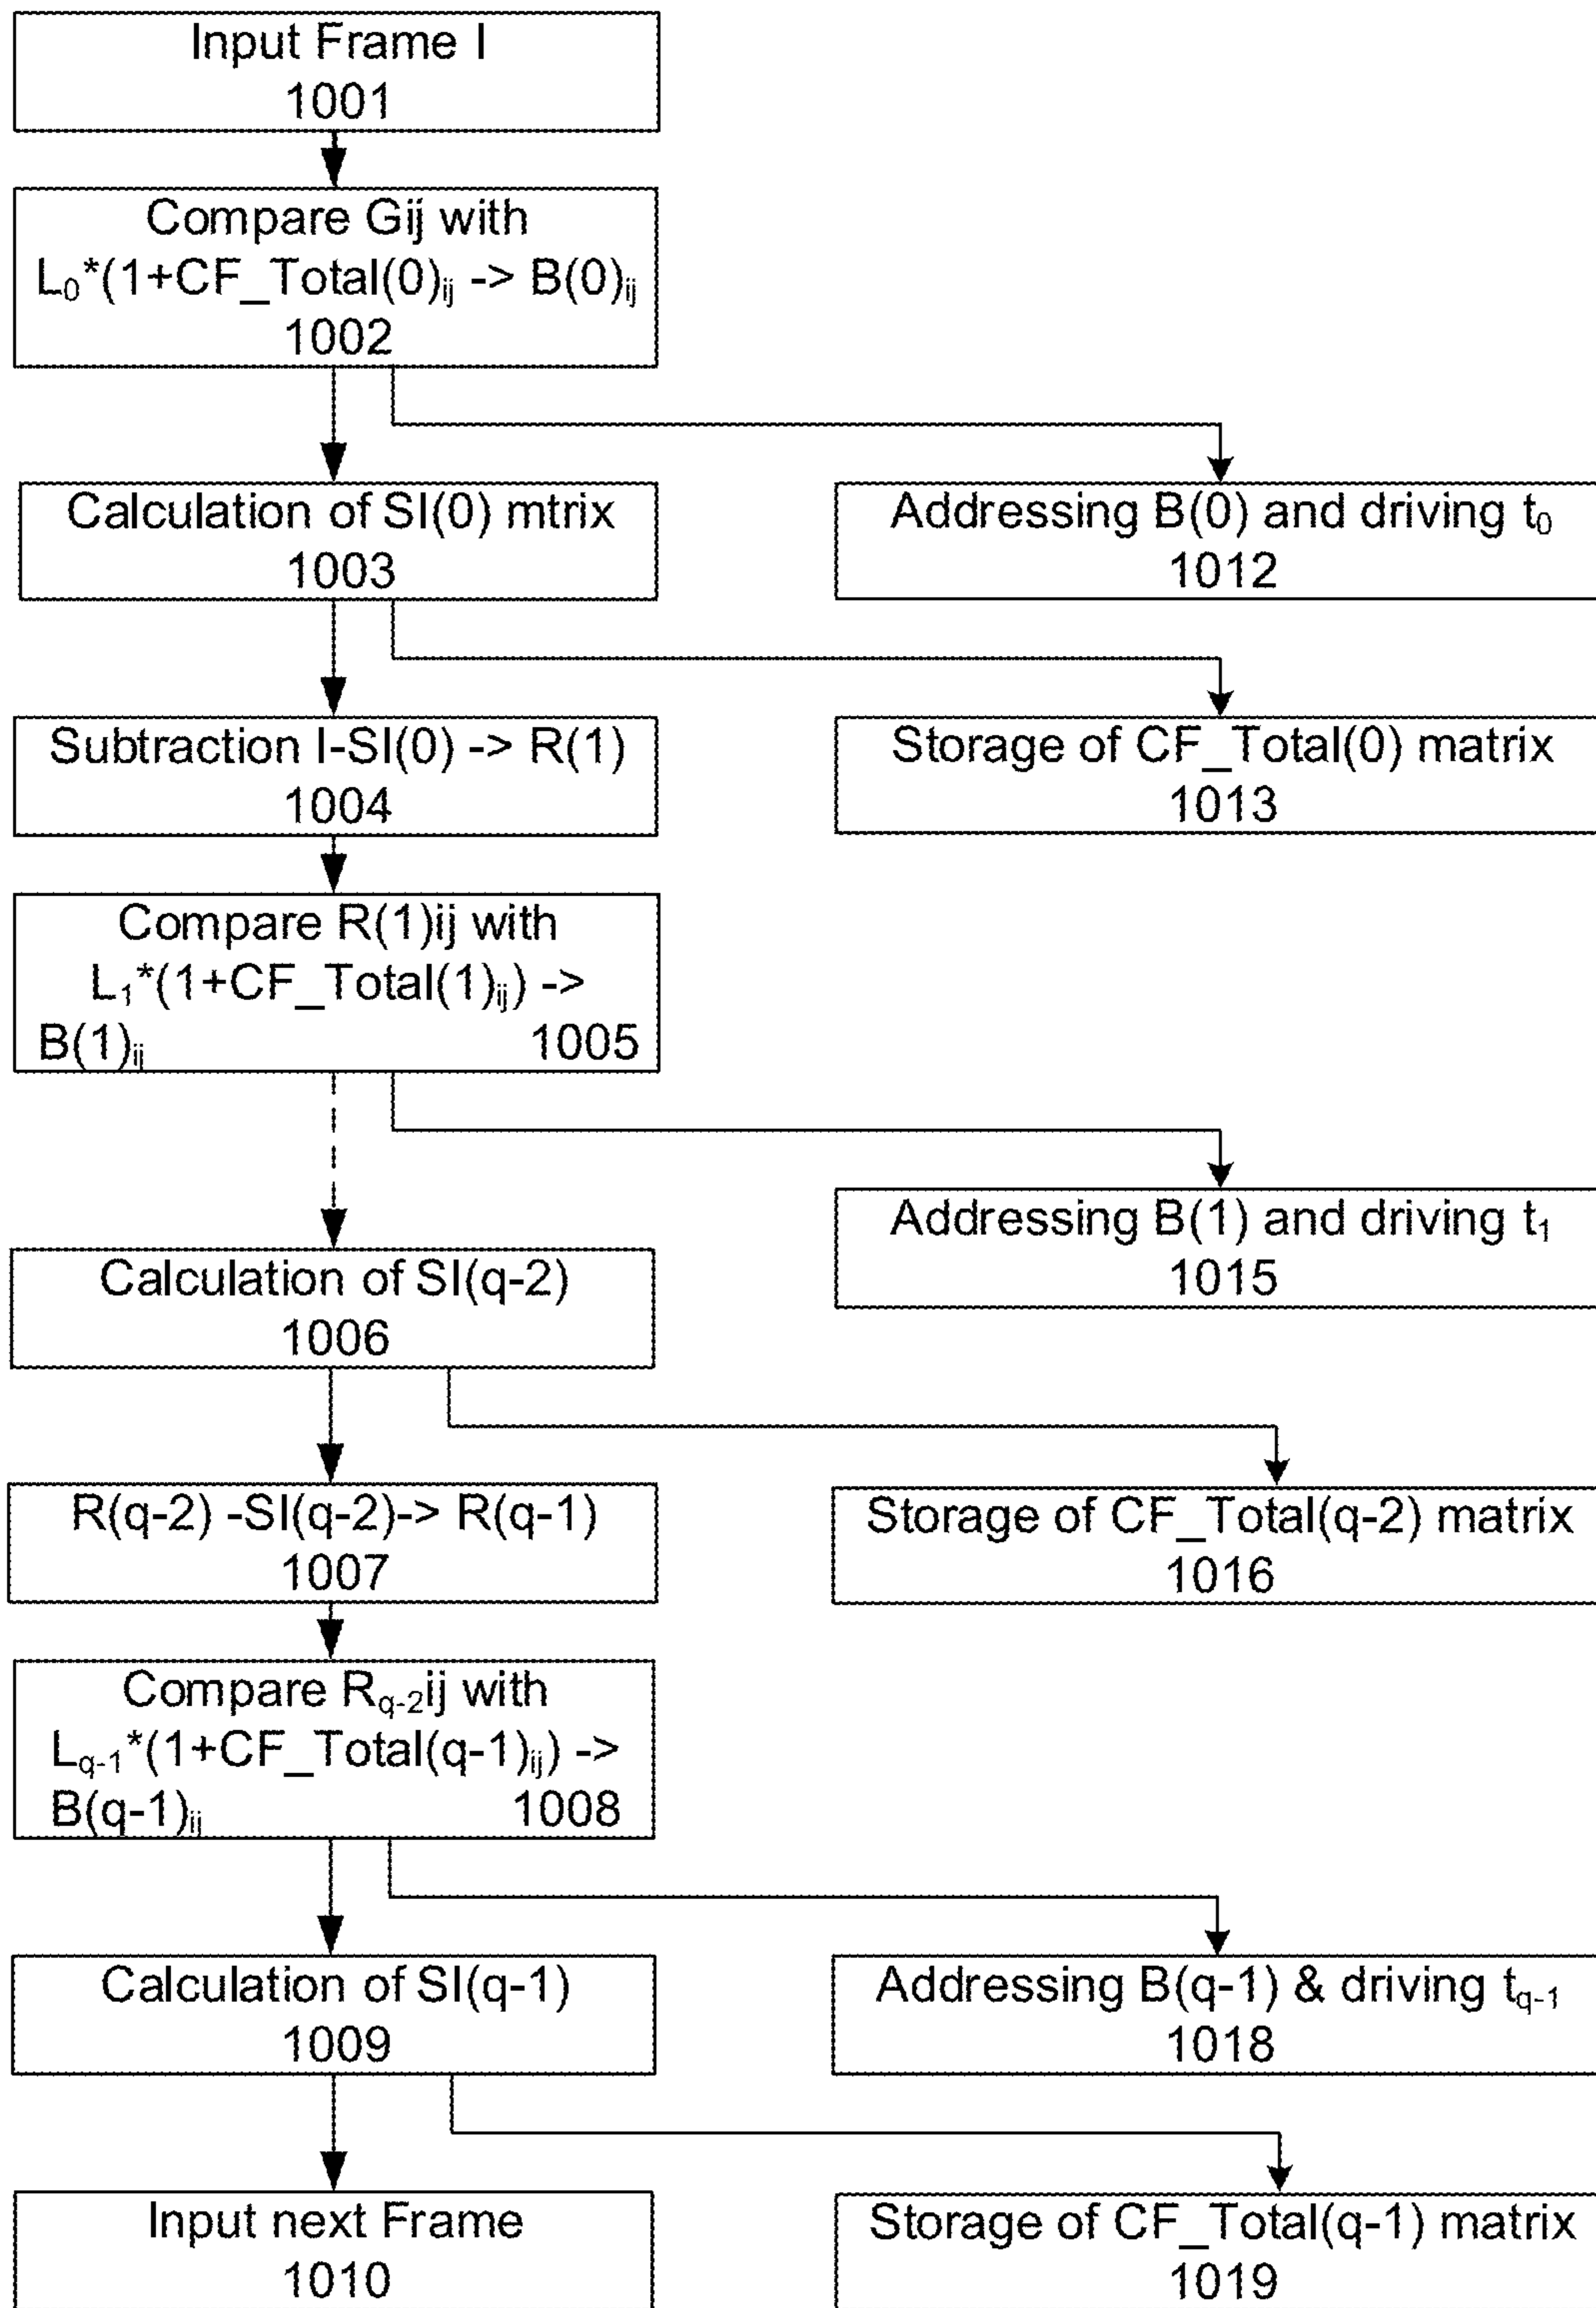 Input Frame I
1001
Compare Gij with
L₀*(1+CF_Total(0)ᵢⱼ -> B(0)ᵢⱼ
1002
Calculation of SI(0) mtrix
1003
Addressing B(0) and driving t₀
1012
Subtraction I-SI(0) -> R(1)
1004
Storage of CF_Total(0) matrix
1013
Compare R(1)ij with
L₁*(1+CF_Total(1)ᵢⱼ) ->
B(1)ᵢⱼ 1005
Addressing B(1) and driving t₁
1015
Calculation of SI(q-2)
1006
R(q-2) -SI(q-2)-> R(q-1)
1007
Storage of CF_Total(q-2) matrix
1016
Compare R_q-2ij with
L_q-1*(1+CF_Total(q-1)ᵢⱼ) ->
B(q-1)ᵢⱼ 1008
Calculation of SI(q-1)
1009
Addressing B(q-1) & driving t_q-1
1018
Input next Frame
1010
Storage of CF_Total(q-1) matrix
1019